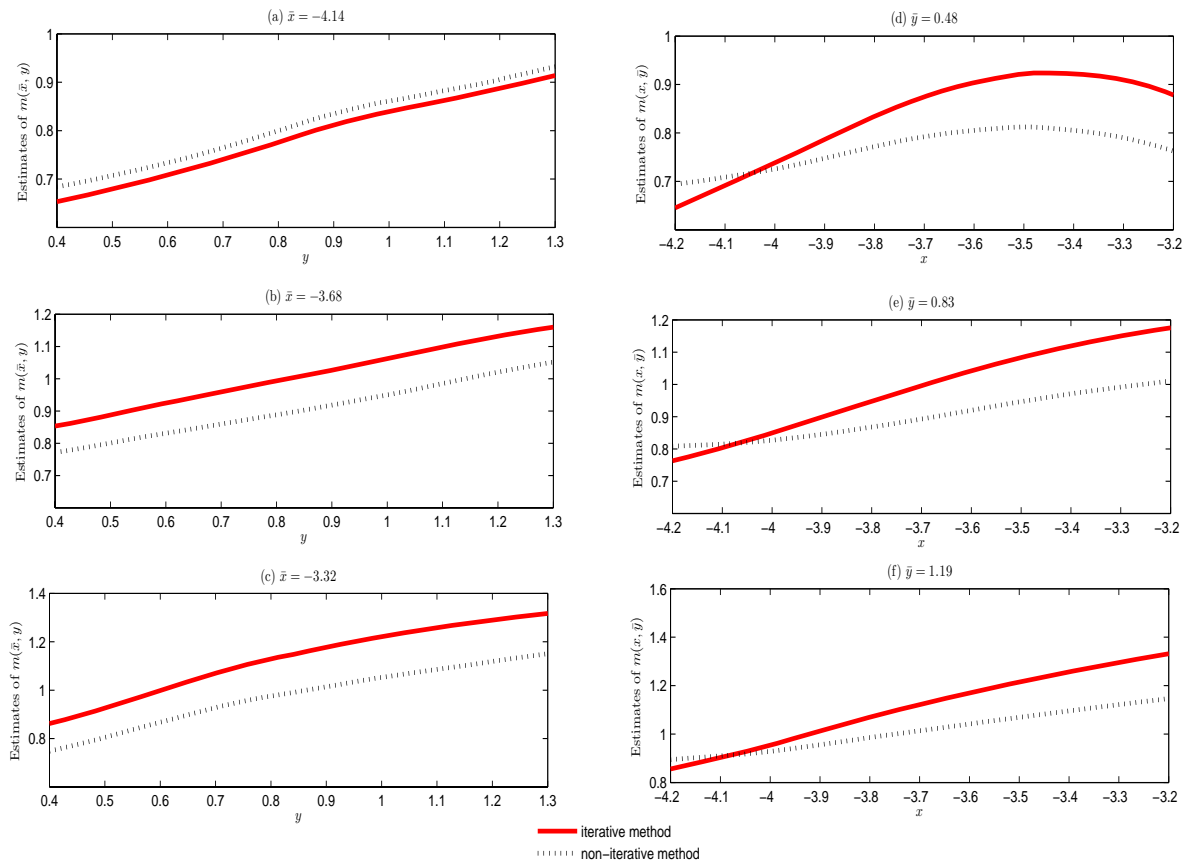 (a) x̄ = −4.14
Estimates of m(x̄, y)
1
0.9
0.8
0.7
0.4 0.5 0.6 0.7 0.8 0.9 1 1.1 1.2 1.3
y
(b) x̄ = −3.68
Estimates of m(x̄, y)
1.2
1.1
1
0.9
0.8
0.7
0.4 0.5 0.6 0.7 0.8 0.9 1 1.1 1.2 1.3
y
(c) x̄ = −3.32
Estimates of m(x̄, y)
1.4
1.2
1
0.8
0.4 0.5 0.6 0.7 0.8 0.9 1 1.1 1.2 1.3
y
(d) ȳ = 0.48
Estimates of m(x, ȳ)
1
0.9
0.8
0.7
−4.2 −4.1 −4 −3.9 −3.8 −3.7 −3.6 −3.5 −3.4 −3.3 −3.2
x
(e) ȳ = 0.83
Estimates of m(x, ȳ)
1.2
1.1
1
0.9
0.8
0.7
−4.2 −4.1 −4 −3.9 −3.8 −3.7 −3.6 −3.5 −3.4 −3.3 −3.2
x
(f) ȳ = 1.19
Estimates of m(x, ȳ)
1.6
1.4
1.2
1
0.8
−4.2 −4.1 −4 −3.9 −3.8 −3.7 −3.6 −3.5 −3.4 −3.3 −3.2
x
iterative method
non−iterative method